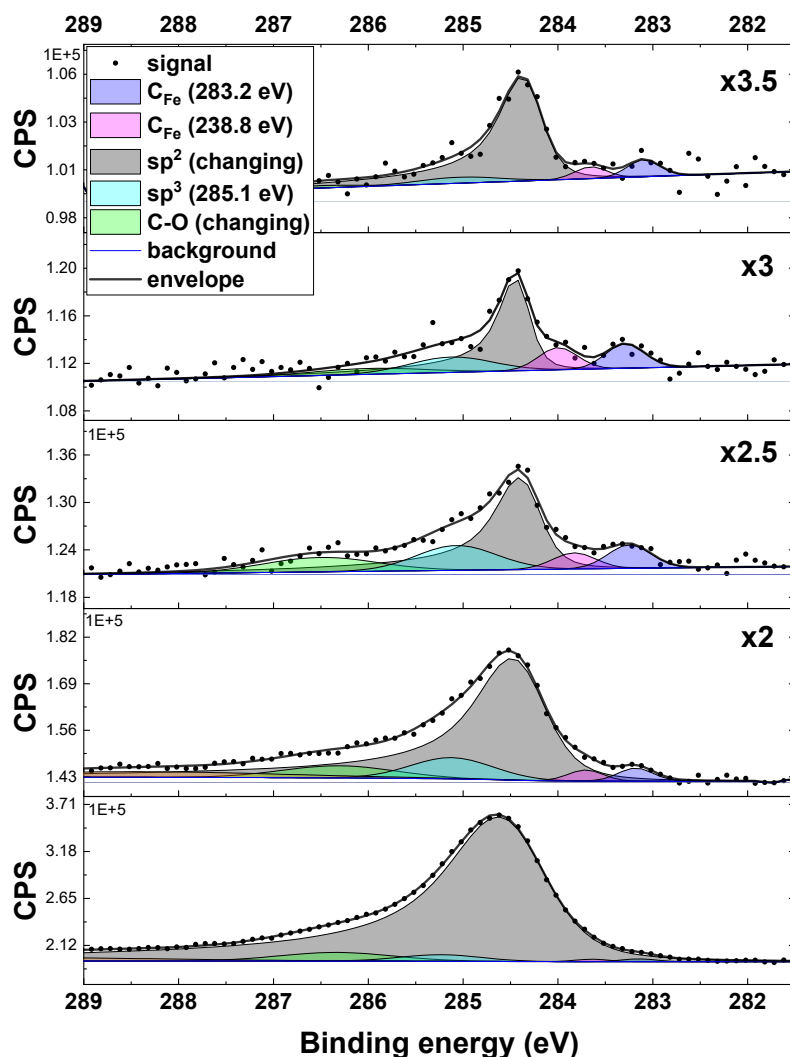 289 288 287 286 285 284 283 282
1E+5
1.06
1.03
1.01
0.98
CPS
x3.5
signal
C_Fe (283.2 eV)
C_Fe (238.8 eV)
sp² (changing)
sp³ (285.1 eV)
C-O (changing)
background
envelope
1.20
1.12
1.08
CPS
x3
1E+5
1.36
1.30
1.24
1.18
CPS
x2.5
1E+5
1.82
1.69
1.56
1.43
CPS
x2
3.71
1E+5
3.18
2.65
2.12
CPS
289 288 287 286 285 284 283 282
Binding energy (eV)